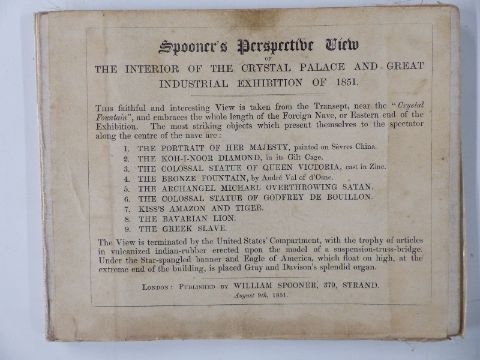 Spooner's Perspective View
OF
THE INTERIOR OF THE CRYSTAL PALACE AND GREAT
INDUSTRIAL EXHIBITION OF 1851.
THIS faithful and interesting View is taken from the Transept, near the "Crystal
Fountain", and embraces the whole length of the Foreign Nave, or Eastern end of the
Exhibition. The most striking objects which present themselves to the spectator
along the centre of the nave are:
1. THE PORTRAIT OF HER MAJESTY, painted on Sèvres China.
2. THE KOH-I-NOOR DIAMOND, in its Gilt Cage.
3. THE COLOSSAL STATUE OF QUEEN VICTORIA, cast in Zinc.
4. THE BRONZE FOUNTAIN, by André Val of d'Osne.
5. THE ARCHANGEL MICHAEL OVERTHROWING SATAN.
6. THE COLOSSAL STATUE OF GODFREY DE BOUILLON.
7. KISS'S AMAZON AND TIGER.
8. THE BAVARIAN LION.
9. THE GREEK SLAVE.
The View is terminated by the United States' Compartment, with the trophy of articles
in vulcanized indian-rubber erected upon the model of a suspension-truss-bridge.
Under the Star-spangled banner and Eagle of America, which float on high, at the
extreme end of the building, is placed Gray and Davison's splendid organ.
LONDON: PUBLISHED BY WILLIAM SPOONER, 379, STRAND.
August 9th, 1851.